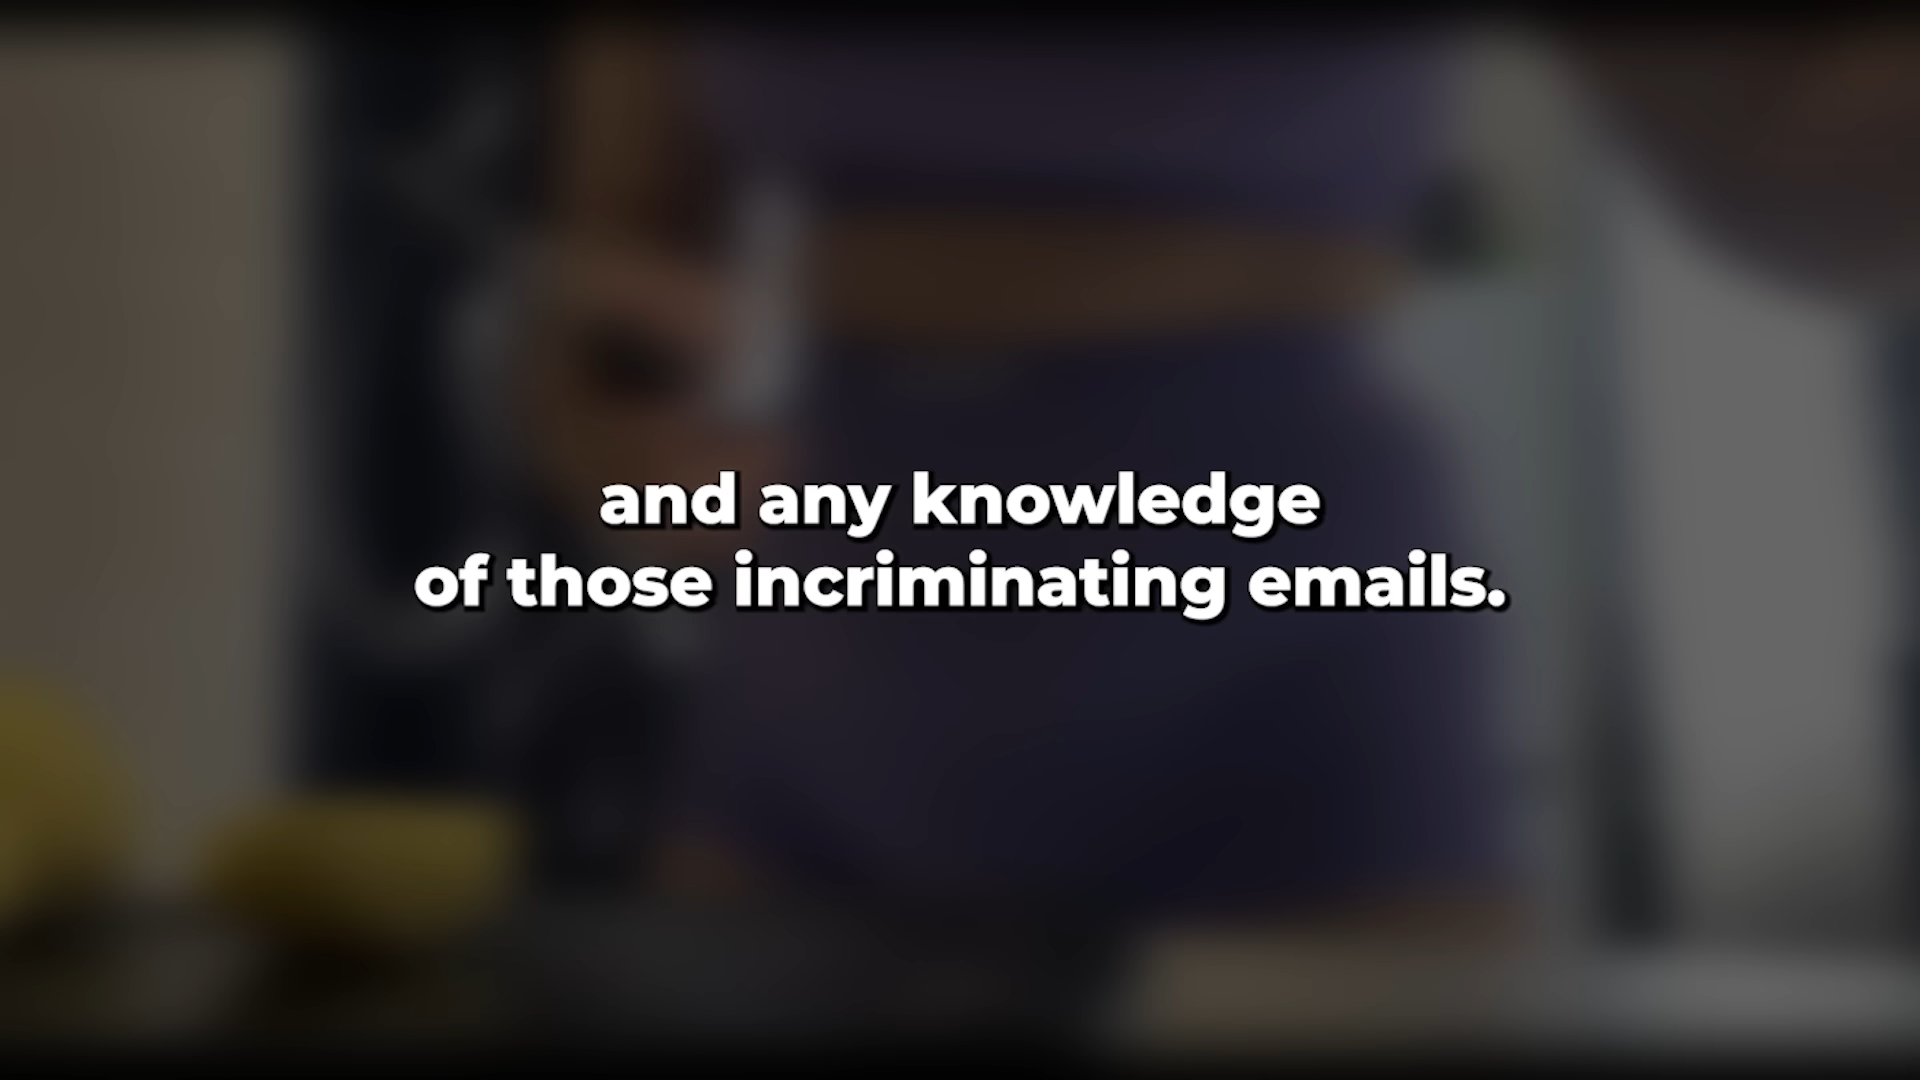 and any knowledge
of those incriminating emails.